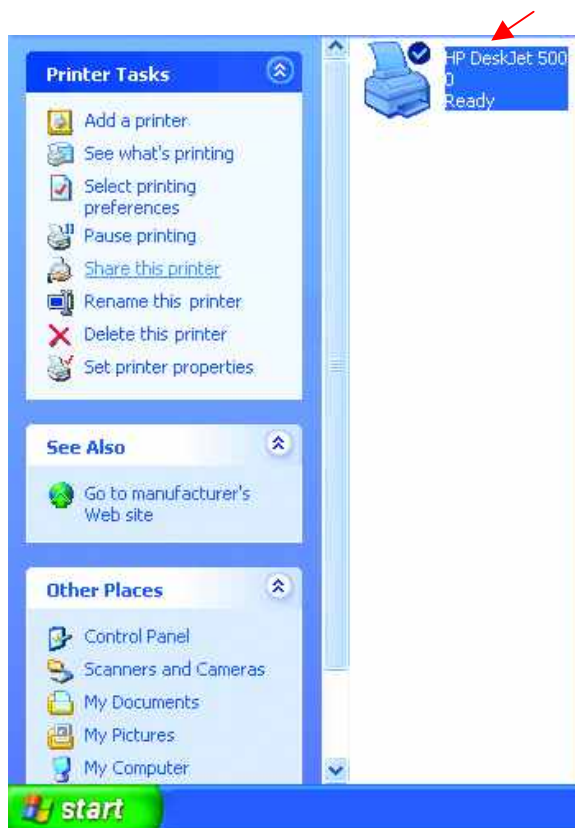 Printer Tasks
Add a printer
See what's printing
Select printing
preferences
Pause printing
Share this printer
Rename this printer
Delete this printer
Set printer properties
See Also
Go to manufacturer's
Web site
Other Places
Control Panel
Scanners and Cameras
My Documents
My Pictures
My Computer
HP DeskJet 500
0
Ready
start